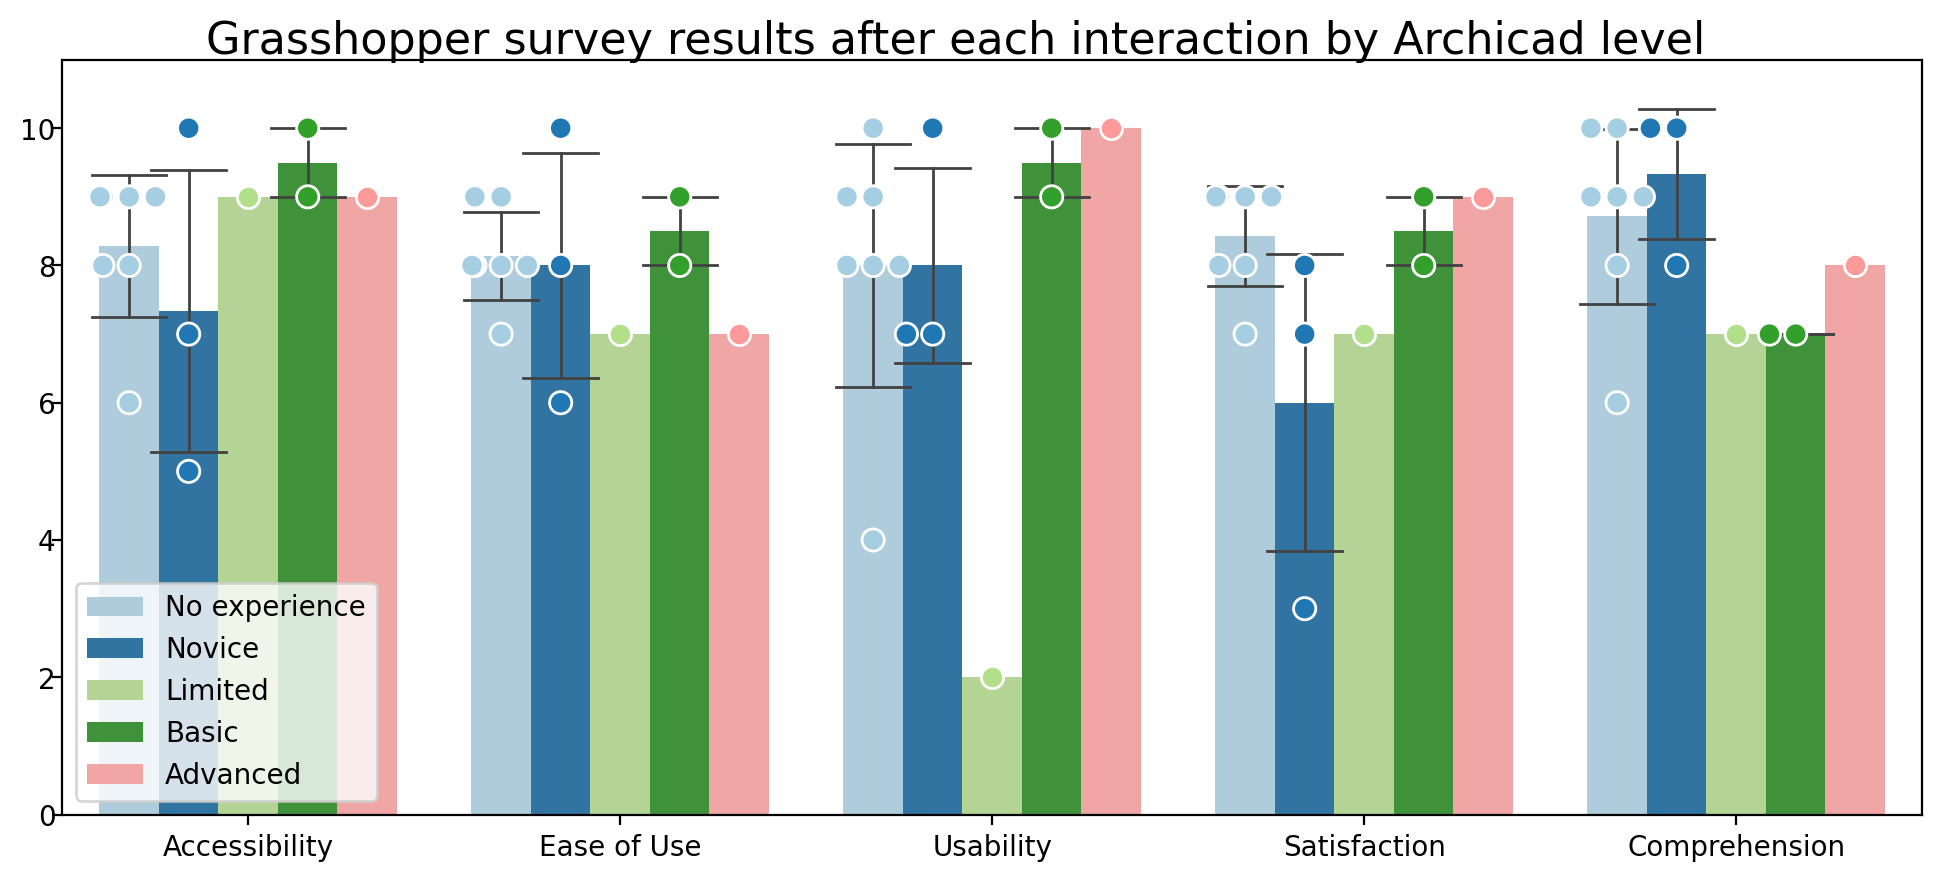 Grasshopper survey results after each interaction by Archicad level
10
8
6
4
2
0
No experience
Novice
Limited
Basic
Advanced
Accessibility
Ease of Use
Usability
Satisfaction
Comprehension